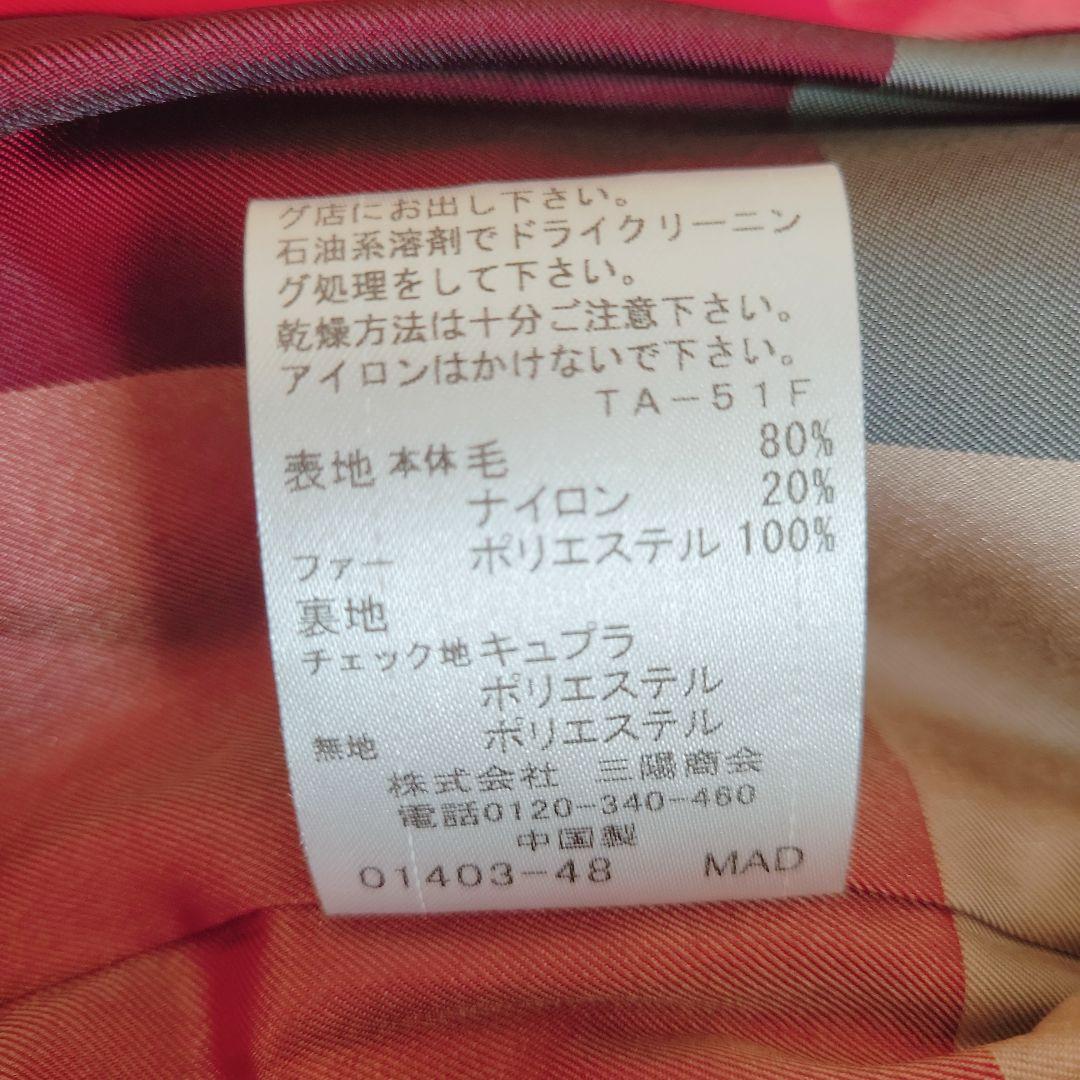 グ店にお出し下さい。
石油系溶剤でドライクリーニン
グ処理をして下さい。
乾燥方法は十分ご注意下さい。
アイロンはかけないで下さい。
TA-51F
表地 本体 毛 80%
ナイロン 20%
ファー ポリエステル 100%
裏地
チェック地 キュプラ
ポリエステル
無地 ポリエステル
株式会社 三陽商会
電話0120-340-460
中国製
01403-48 MAD